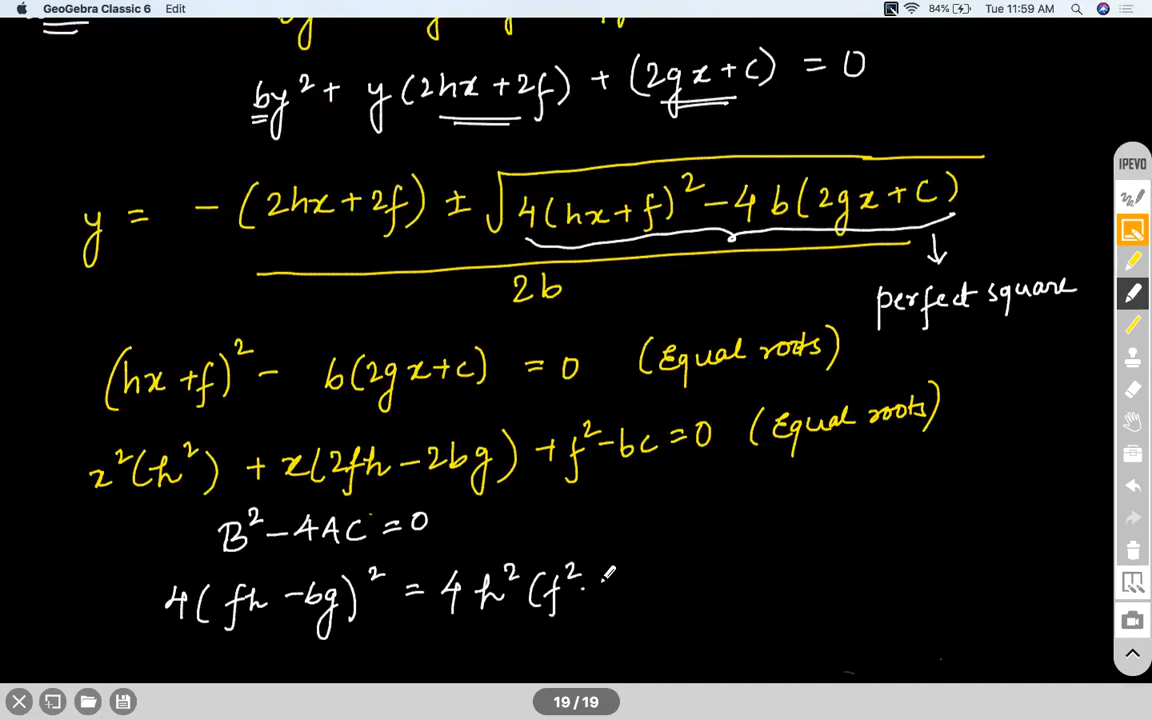 GeoGebra Classic 6 Edit 84% Tue 11:59 AM
by² + y(2hx + 2f) + (2gx + c) = 0
y = -(2hx + 2f) ± √4(hx + f)² - 4b(2gx + c)
2b
perfect square
(hx + f)² - b(2gx + c) = 0 (Equal roots)
x²(h²) + x(2fh - 2bg) + f² - bc = 0 (Equal roots)
B² - 4AC = 0
4(fh - bg)² = 4h²(f²
IPEVO
19 / 19